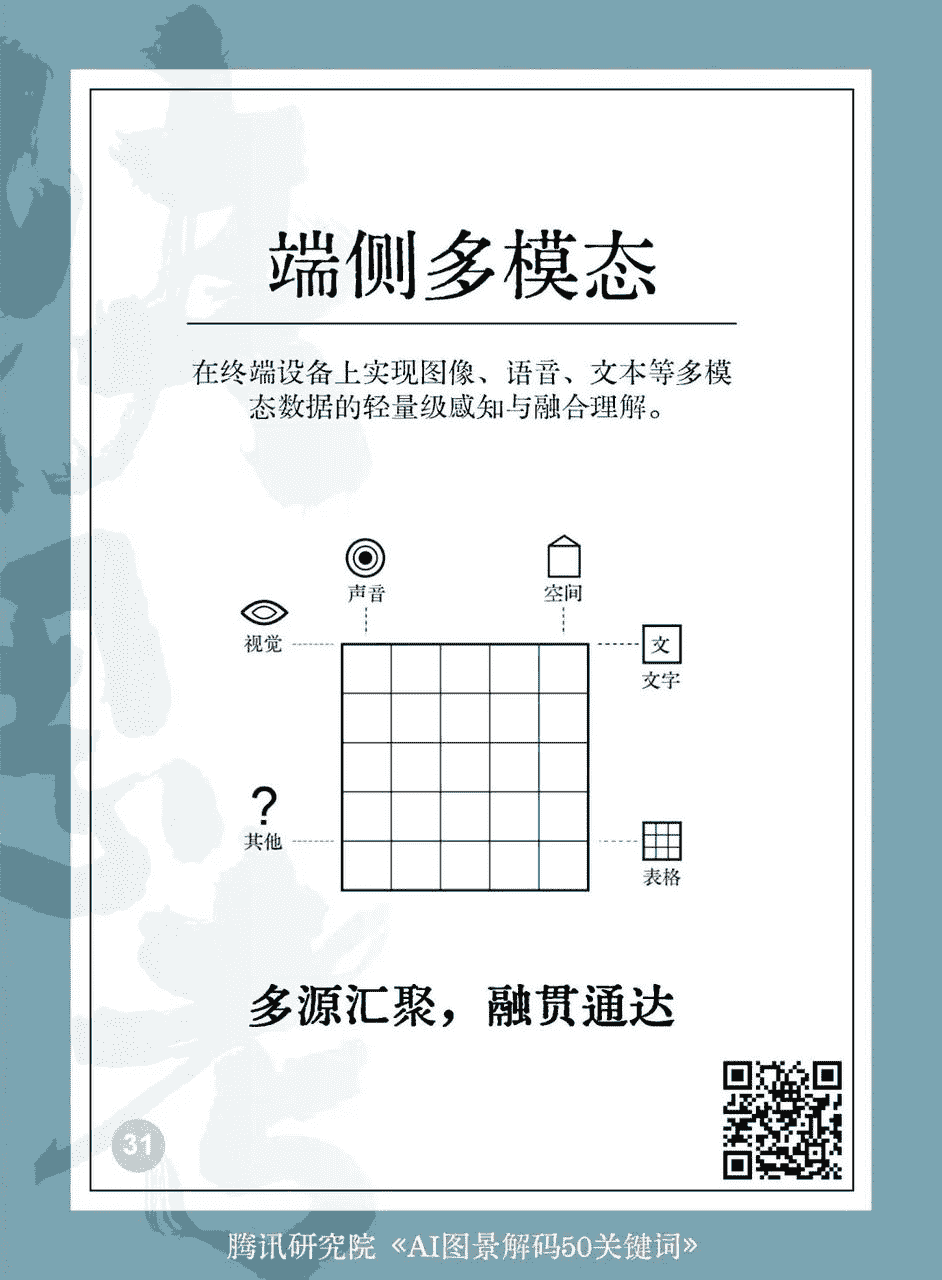 端侧多模态
在终端设备上实现图像、语音、文本等多模
态数据的轻量级感知与融合理解。
声音
空间
视觉
文
文字
?
其他
表格
多源汇聚，融贯通达
31
腾讯研究院《AI图景解码50关键词》